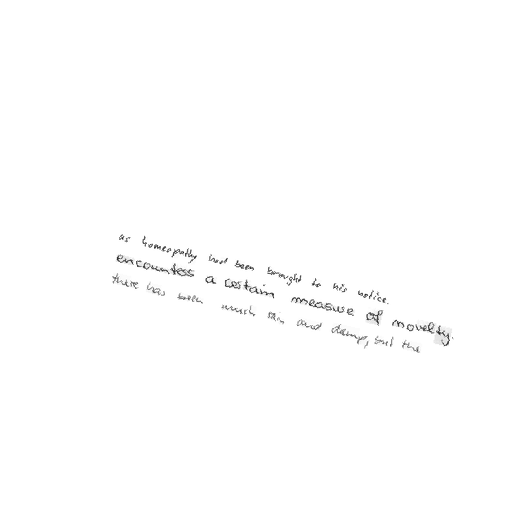 as homeopathy had been brought to his notice.
encounters a certain measure of novelty.
there has been much rain and damp, but the